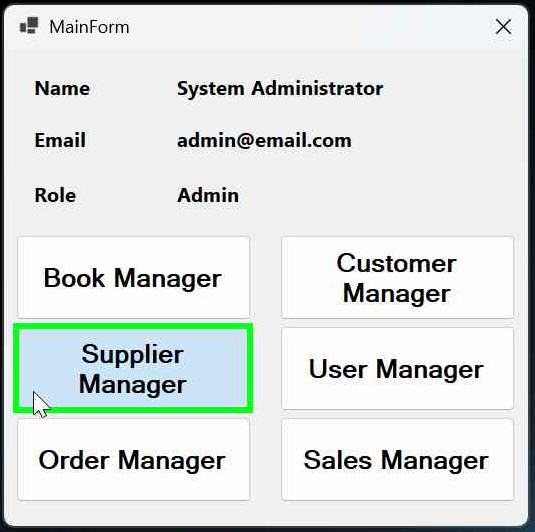 MainForm
Name System Administrator
Email admin@email.com
Role Admin
Book Manager
Customer
Manager
Supplier
Manager
User Manager
Order Manager
Sales Manager